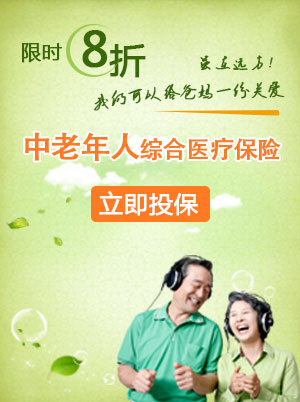 限时8折
虽在远方！
我们可以给爸妈一份关爱
中老年人综合医疗保险
立即投保